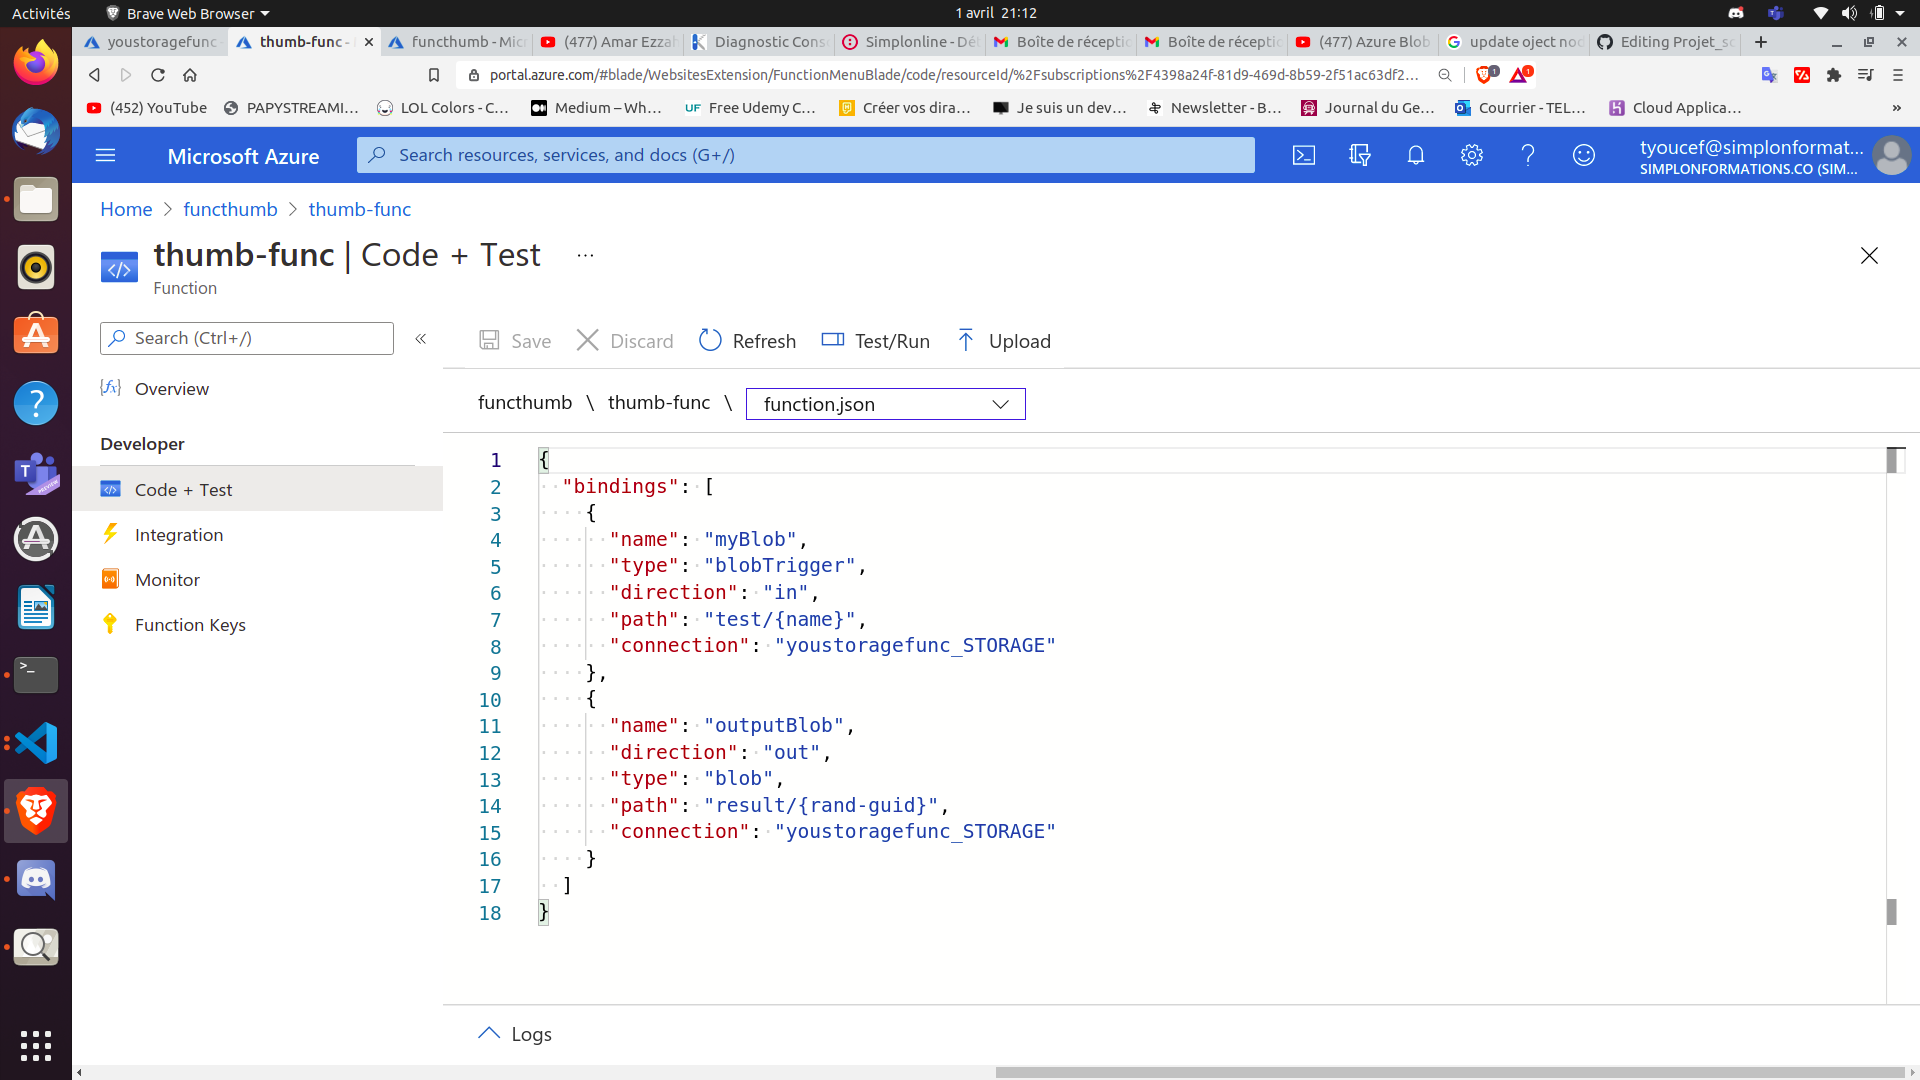 Activités
Brave Web Browser
1 avril 21:12
youstoragefunc
thumb-func -
functhumb - Mic
(477) Amar Ezzah
Diagnostic Cons
Simplonline - Dé
Boîte de réceptic
Boîte de réceptic
(477) Azure Blob
update oject nod
Editing Projet_sc
portal.azure.com/#blade/WebsitesExtension/FunctionMenuBlade/code/resourceId/%2Fsubscriptions%2F4398a24f-81d9-469d-8b59-2f51ac63df2...
1
1
(452) YouTube
PAPYSTREAMI...
LOL Colors - C...
Medium – Wh...
UF Free Udemy C...
Créer vos dira...
Je suis un dev...
Newsletter - B...
Journal du Ge...
Courrier - TEL...
Cloud Applica...
»
Microsoft Azure
Search resources, services, and docs (G+/)
tyoucef@simplonformat...
SIMPLONFORMATIONS.CO (SIM...
Home > functhumb > thumb-func
thumb-func | Code + Test ...
Function
Search (Ctrl+/)
«
Save
Discard
Refresh
Test/Run
Upload
Overview
functhumb \ thumb-func \ function.json
Developer
Code + Test
Integration
Monitor
Function Keys
1 {
2 "bindings": [
3 {
4 "name": "myBlob",
5 "type": "blobTrigger",
6 "direction": "in",
7 "path": "test/{name}",
8 "connection": "youstoragefunc_STORAGE"
9 },
10 {
11 "name": "outputBlob",
12 "direction": "out",
13 "type": "blob",
14 "path": "result/{rand-guid}",
15 "connection": "youstoragefunc_STORAGE"
16 }
17 ]
18 }
Logs